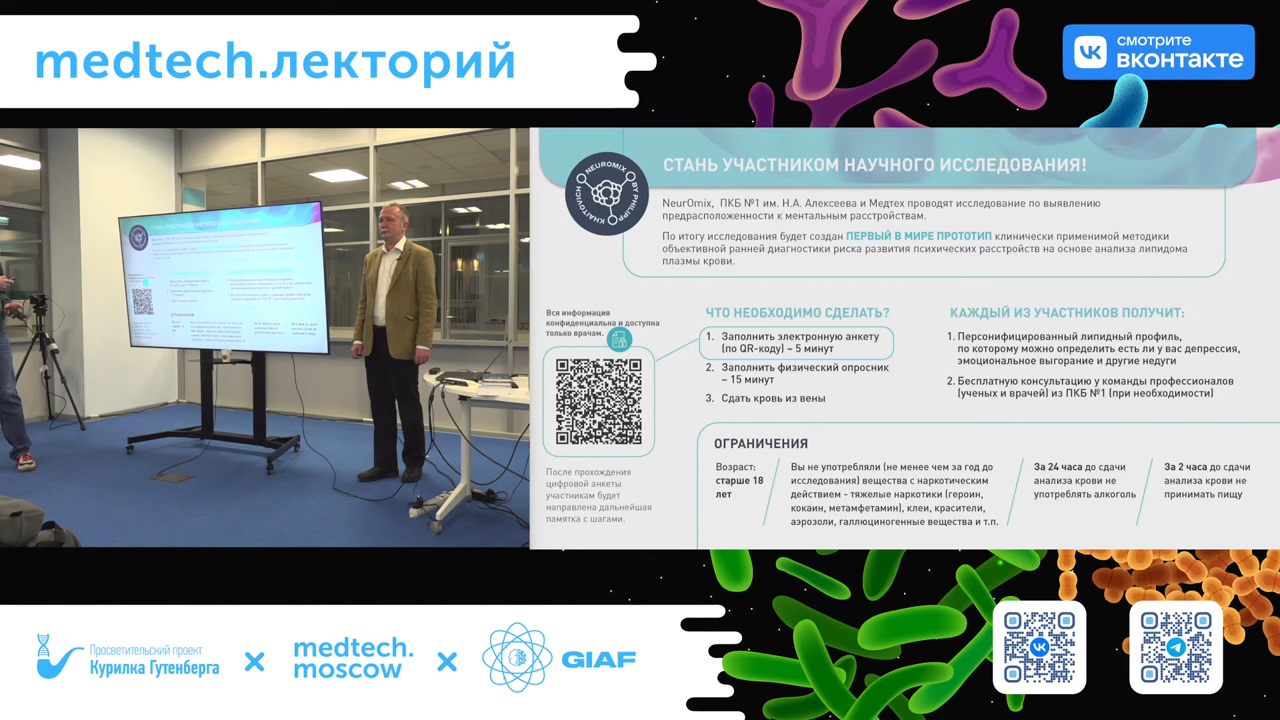 medtech.лекторий
смотрите
вконтакте
NEUROMIX
BY PHILIPP KHAITOVICH
СТАНЬ УЧАСТНИКОМ НАУЧНОГО ИССЛЕДОВАНИЯ!
NeurOmix, ПКБ №1 им. Н.А. Алексеева и Медтех проводят исследование по выявлению
предрасположенности к ментальным расстройствам.
По итогу исследования будет создан ПЕРВЫЙ В МИРЕ ПРОТОТИП клинически применимой методики
объективной ранней диагностики риска развития психических расстройств на основе анализа липидома
плазмы крови.
Вся информация
конфиденциальна и доступна
только врачам.
ЧТО НЕОБХОДИМО СДЕЛАТЬ?
1. Заполнить электронную анкету
(по QR-коду) – 5 минут
2. Заполнить физический опросник
– 15 минут
3. Сдать кровь из вены
КАЖДЫЙ ИЗ УЧАСТНИКОВ ПОЛУЧИТ:
1. Персонифицированный липидный профиль,
по которому можно определить есть ли у вас депрессия,
эмоциональное выгорание и другие недуги
2. Бесплатную консультацию у команды профессионалов
(ученых и врачей) из ПКБ №1 (при необходимости)
После прохождения
цифровой анкеты
участникам будет
направлена дальнейшая
памятка с шагами.
ОГРАНИЧЕНИЯ
Возраст:
старше 18
лет
Вы не употребляли (не менее чем за год до
исследования) вещества с наркотическим
действием - тяжелые наркотики (героин,
кокаин, метамфетамин), клеи, красители,
аэрозоли, галлюциногенные вещества и т.п.
За 24 часа до сдачи
анализа крови не
употреблять алкоголь
За 2 часа до сдачи
анализа крови не
принимать пищу
Просветительский проект
Курилка Гутенберга
×
medtech.
moscow
×
GIAF